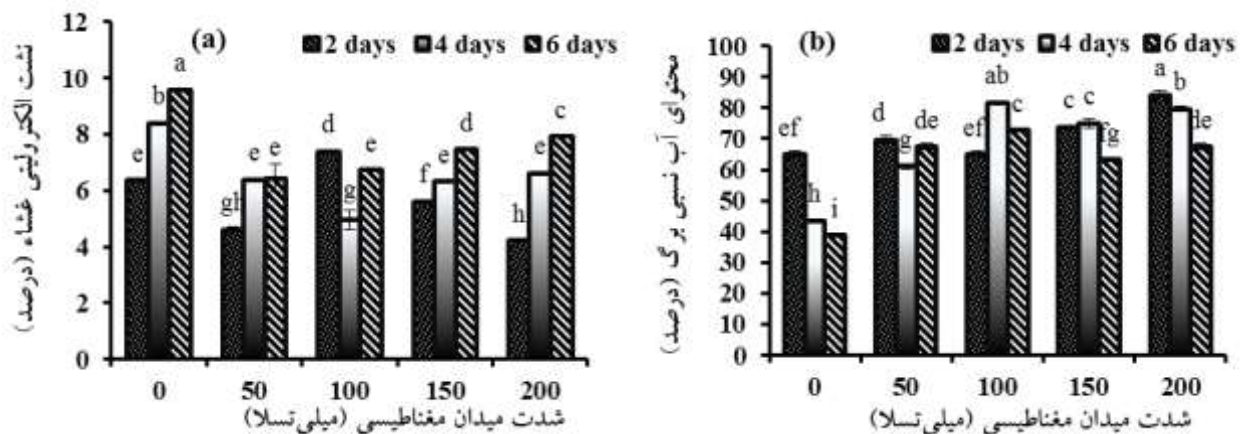 (a)
2 days 4 days 6 days
نشت الکترولیتی غشاء (درصد)
12
10
8
6
4
2
0
e b a
gh e e
d g e
f e d
h e c
0 50 100 150 200
شدت میدان مغناطیسی (میلی‌تسلا)
(b)
2 days 4 days 6 days
محتوای آب نسبی برگ (درصد)
100
90
80
70
60
50
40
30
20
10
0
ef h i
d g de
ef ab c
c c fg
a b de
0 50 100 150 200
شدت میدان مغناطیسی (میلی‌تسلا)